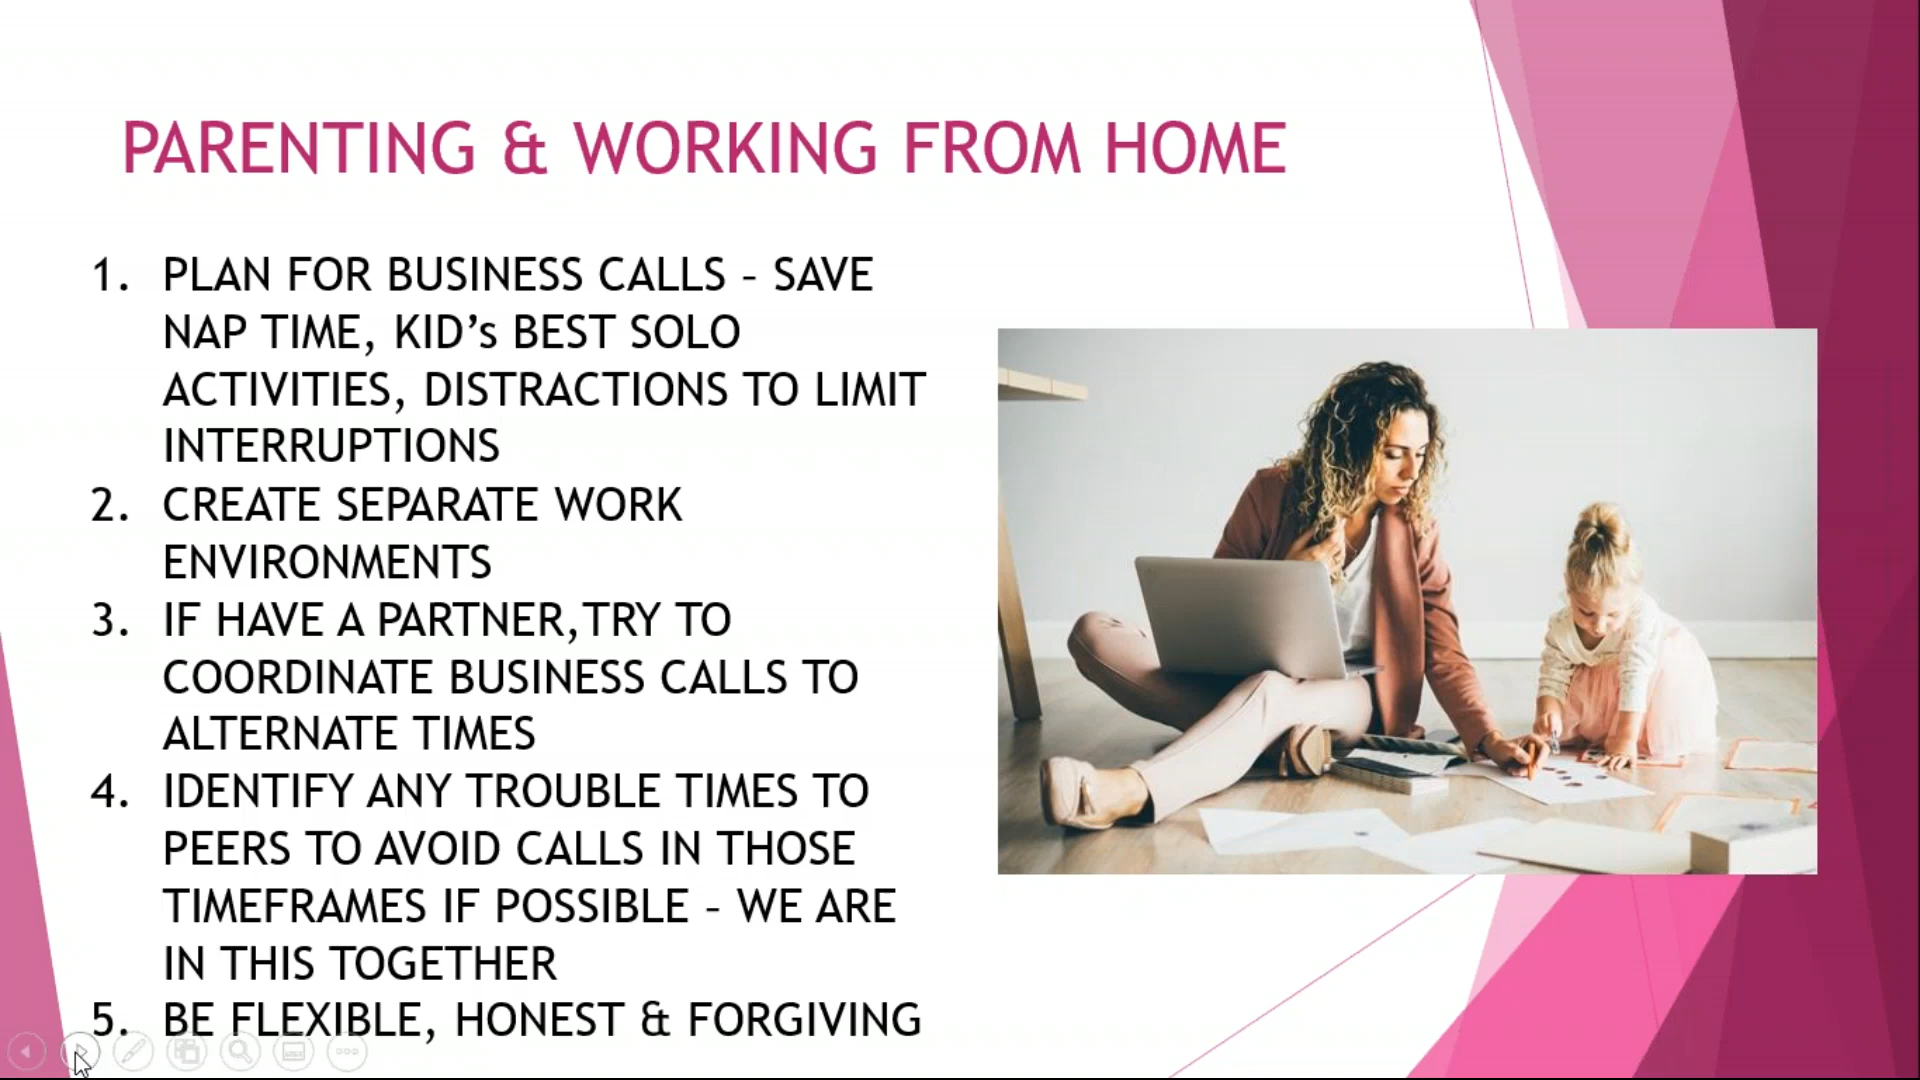 PARENTING & WORKING FROM HOME
1. PLAN FOR BUSINESS CALLS – SAVE
NAP TIME, KID’s BEST SOLO
ACTIVITIES, DISTRACTIONS TO LIMIT
INTERRUPTIONS
2. CREATE SEPARATE WORK
ENVIRONMENTS
3. IF HAVE A PARTNER,TRY TO
COORDINATE BUSINESS CALLS TO
ALTERNATE TIMES
4. IDENTIFY ANY TROUBLE TIMES TO
PEERS TO AVOID CALLS IN THOSE
TIMEFRAMES IF POSSIBLE – WE ARE
IN THIS TOGETHER
5. BE FLEXIBLE, HONEST & FORGIVING